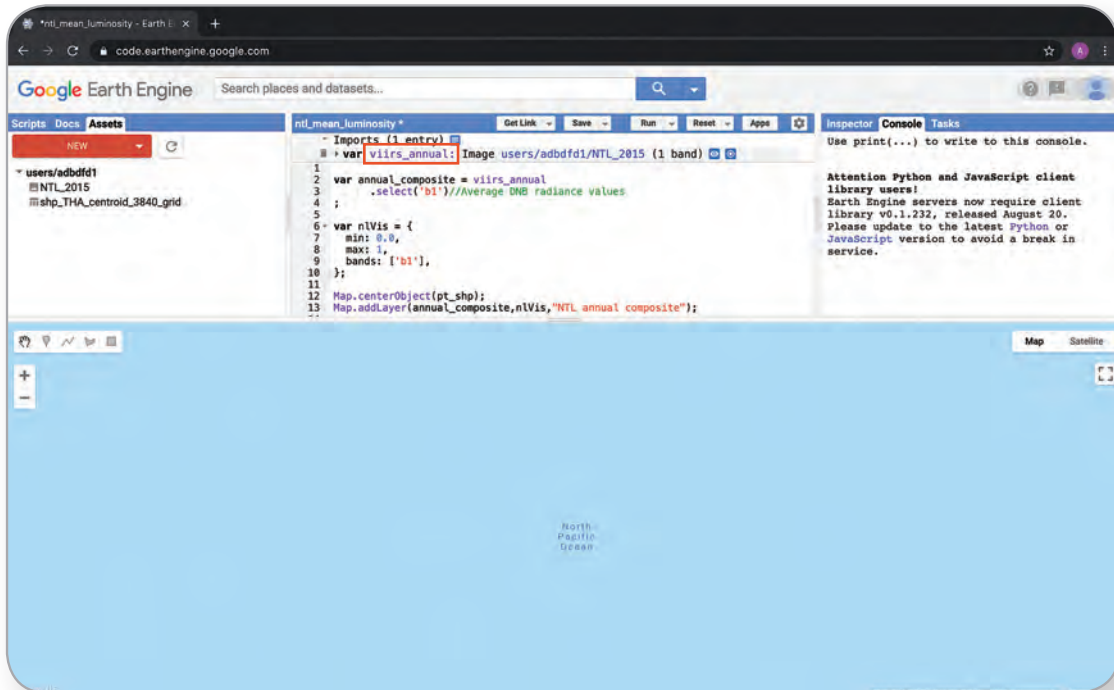 *ntl_mean_luminosity - Earth E
code.earthengine.google.com
A
Google Earth Engine
Search places and datasets...
Scripts Docs Assets
NEW
users/adbdfd1
NTL_2015
shp_THA_centroid_3840_grid
ntl_mean_luminosity *
Get Link Save Run Reset Apps
Imports (1 entry)
var viirs_annual: Image users/adbdfd1/NTL_2015 (1 band)
1
2 var annual_composite = viirs_annual
3 .select('b1')//Average DNB radiance values
4 ;
5
6 var nlVis = {
7 min: 0.0,
8 max: 1,
9 bands: ['b1'],
10 };
11
12 Map.centerObject(pt_shp);
13 Map.addLayer(annual_composite,nlVis,"NTL annual composite");
Inspector Console Tasks
Use print(...) to write to this console.
Attention Python and JavaScript client
library users!
Earth Engine servers now require client
library v0.1.232, released August 20.
Please update to the latest Python or
JavaScript version to avoid a break in
service.
Map Satellite
North
Pacific
Ocean